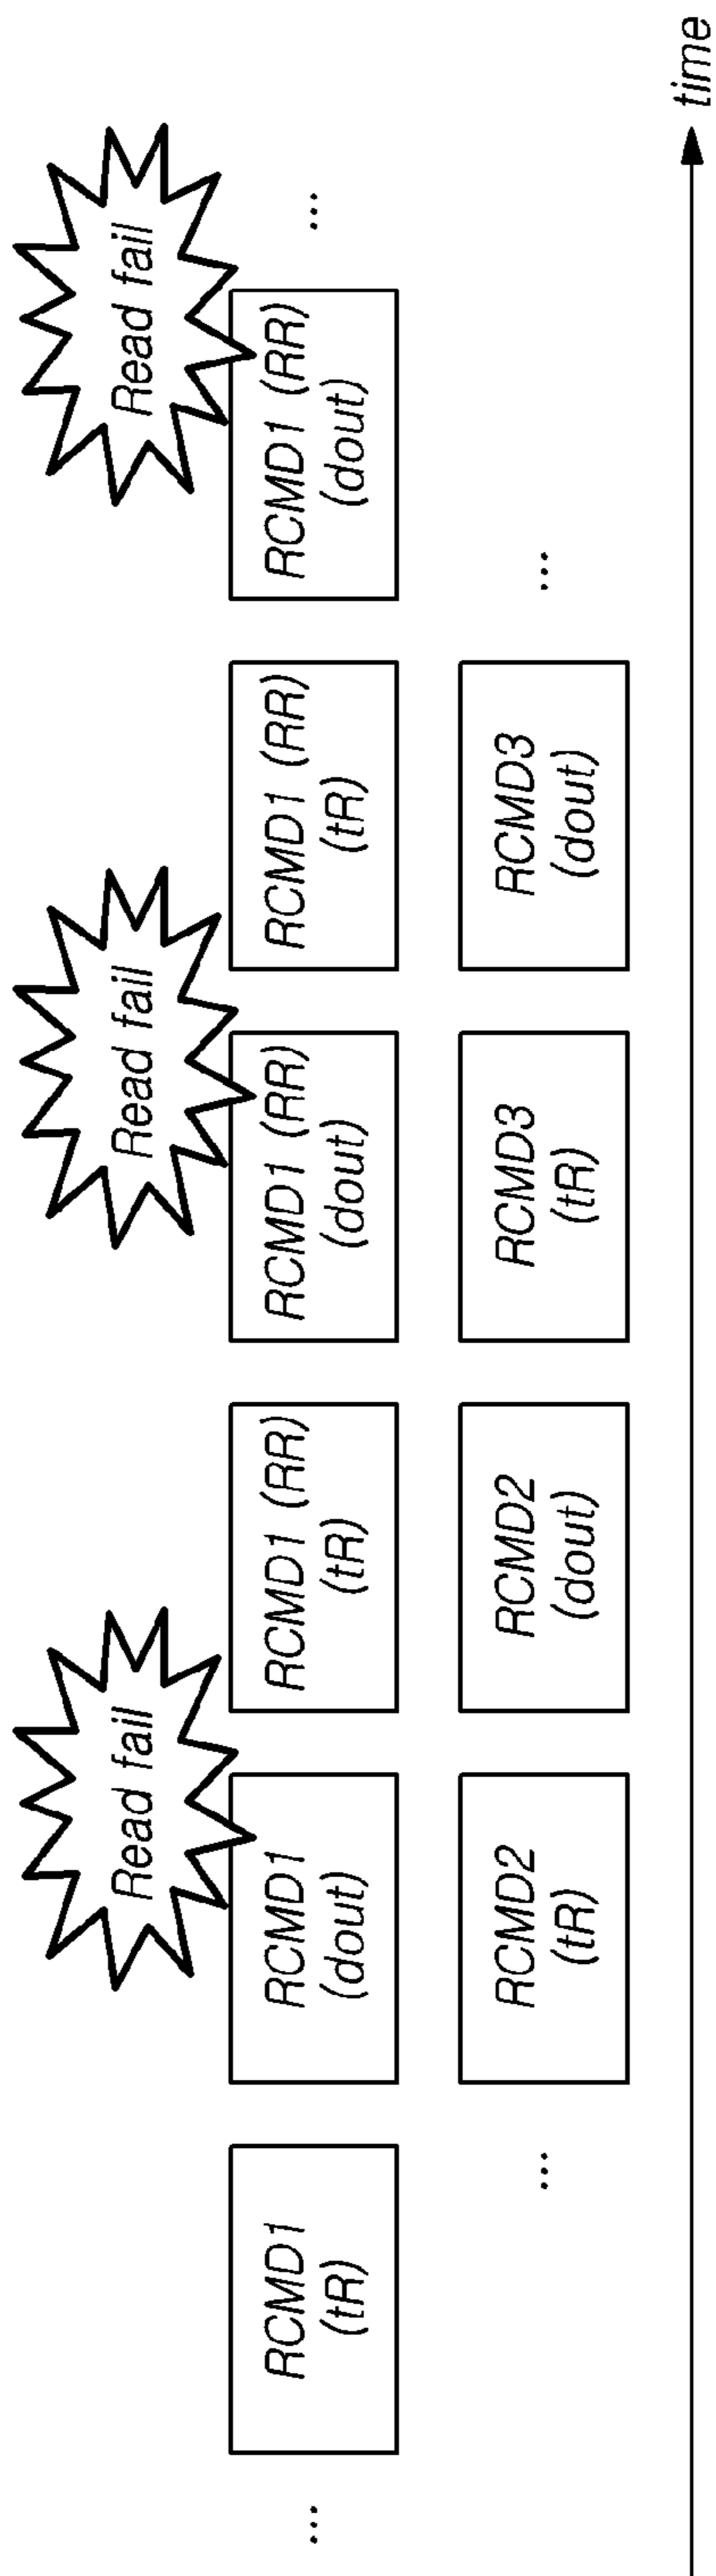 Read fail
Read fail
Read fail
...
RCMD1
(tR)
RCMD1
(dout)
RCMD1 (RR)
(tR)
RCMD1 (RR)
(dout)
RCMD1 (RR)
(tR)
RCMD1 (RR)
(dout)
...
...
RCMD2
(tR)
RCMD2
(dout)
RCMD3
(tR)
RCMD3
(dout)
...
time